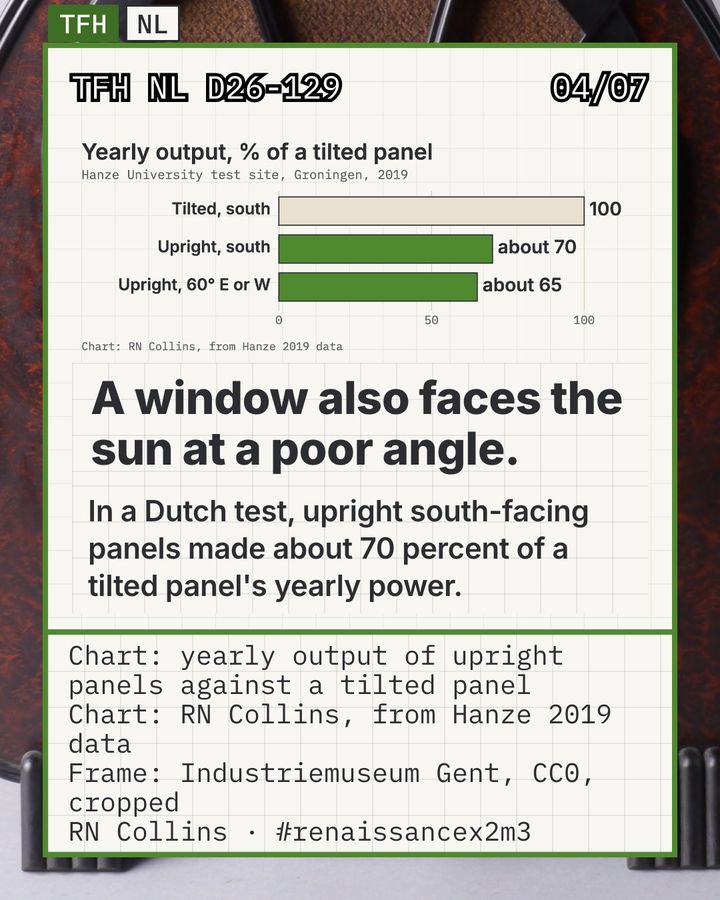 TFH NL
TFH NL D26-129 04/07
Yearly output, % of a tilted panel
Hanze University test site, Groningen, 2019
Tilted, south 100
Upright, south about 70
Upright, 60° E or W about 65
0 50 100
Chart: RN Collins, from Hanze 2019 data
A window also faces the
sun at a poor angle.
In a Dutch test, upright south-facing
panels made about 70 percent of a
tilted panel's yearly power.
Chart: yearly output of upright
panels against a tilted panel
Chart: RN Collins, from Hanze 2019
data
Frame: Industriemuseum Gent, CC0,
cropped
RN Collins · #renaissancex2m3